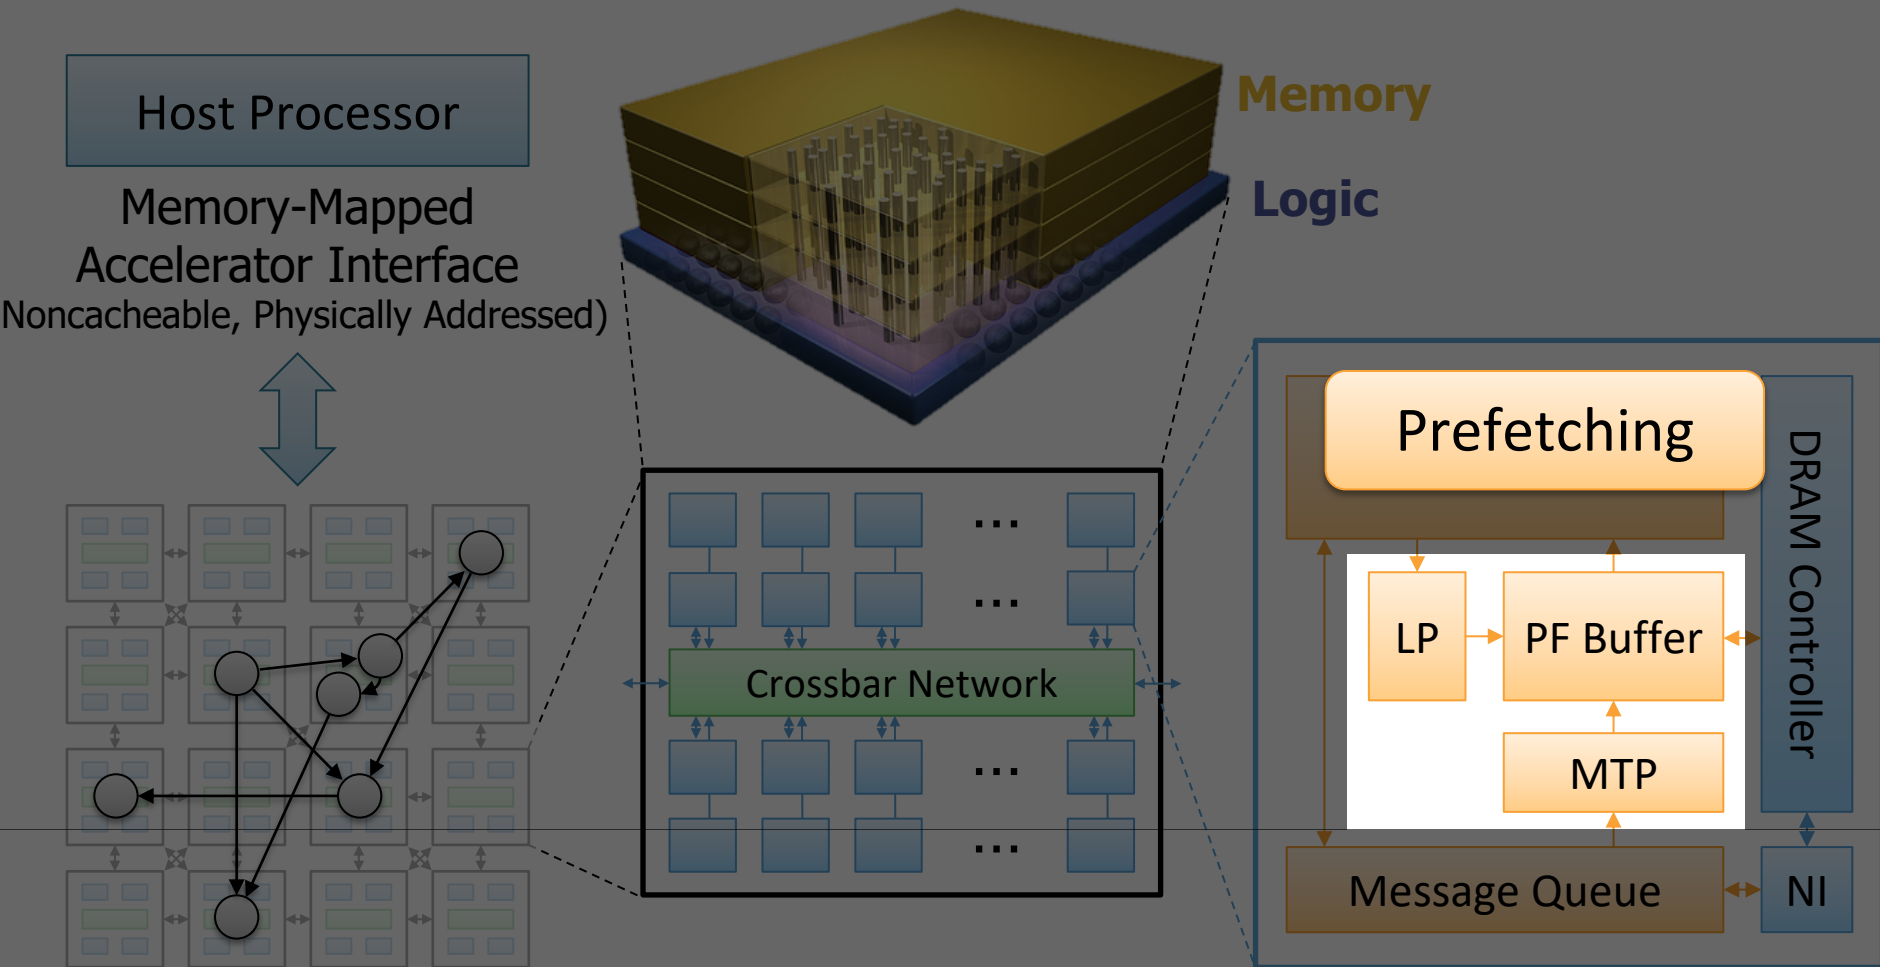 Host Processor
Memory-Mapped
Accelerator Interface
Noncacheable, Physically Addressed)
Memory
Logic
...
...
Crossbar Network
...
...
Prefetching
DRAM Controller
LP
PF Buffer
MTP
Message Queue
NI